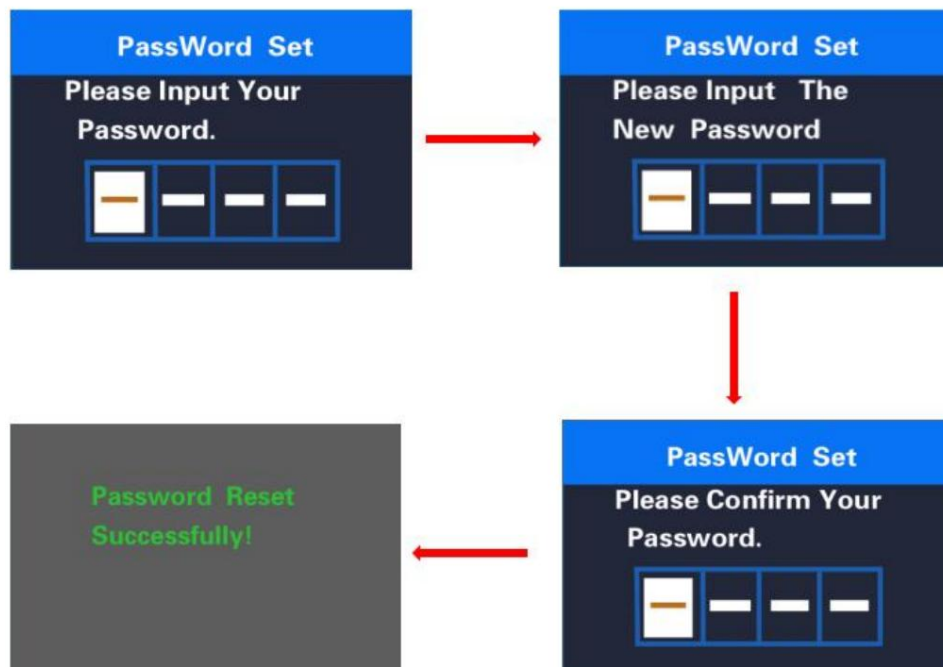 PassWord Set
Please Input Your
Password.
PassWord Set
Please Input The
New Password
PassWord Set
Please Confirm Your
Password.
Password Reset
Successfully!